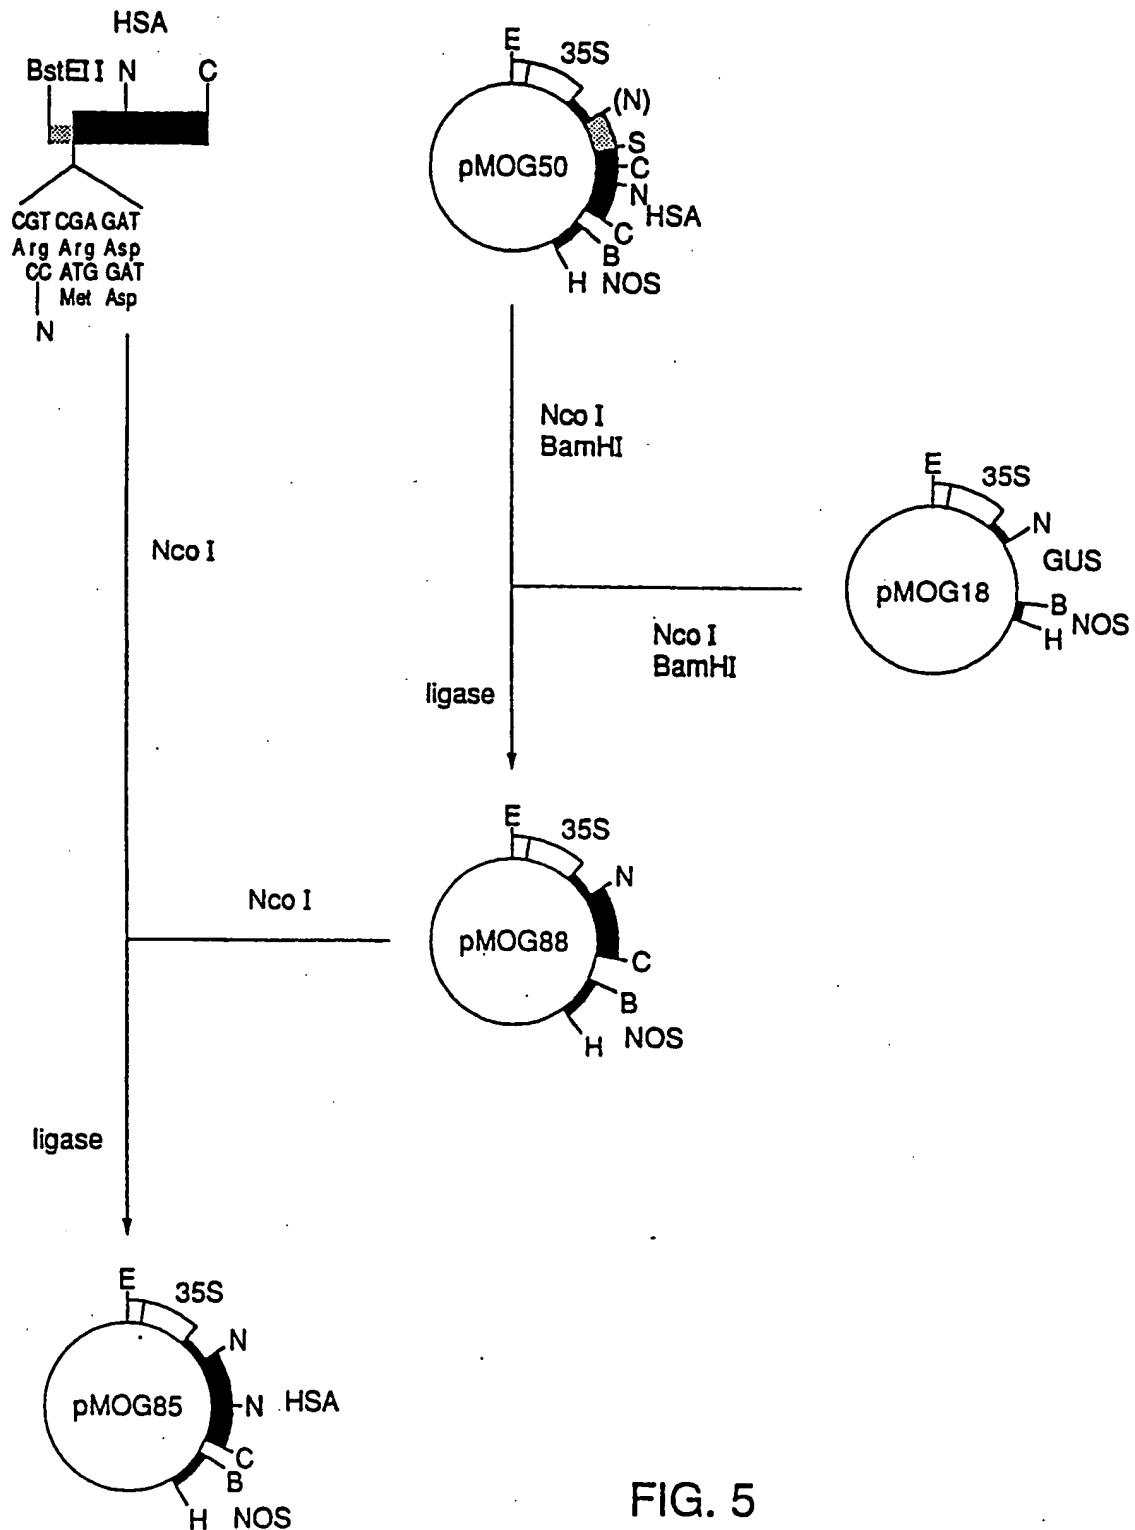 HSA
BstEII N C
CGT CGA GAT
Arg Arg Asp
CC ATG GAT
Met Asp
N
E
35S
(N)
S
C
N
HSA
C
B
H NOS
pMOG50
Nco I
BamHI
E
35S
N
GUS
pMOG18
B
H NOS
Nco I
BamHI
ligase
Nco I
E
35S
N
pMOG88
C
B
H NOS
Nco I
ligase
E
35S
N
pMOG85
N HSA
C
B
H NOS
FIG. 5